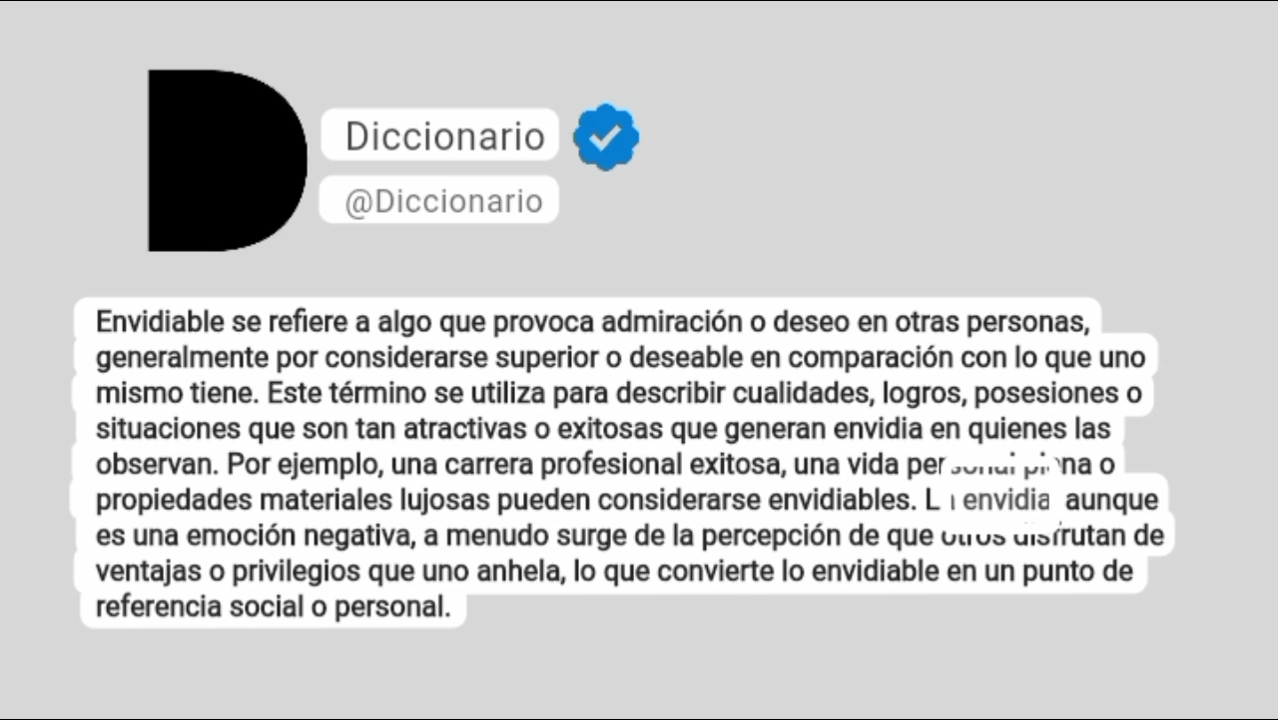 Diccionario
@Diccionario
Envidiable se refiere a algo que provoca admiración o deseo en otras personas,
generalmente por considerarse superior o deseable en comparación con lo que uno
mismo tiene. Este término se utiliza para describir cualidades, logros, posesiones o
situaciones que son tan atractivas o exitosas que generan envidia en quienes las
observan. Por ejemplo, una carrera profesional exitosa, una vida o
propiedades materiales lujosas pueden considerarse envidiables. envidia aunque
es una emoción negativa, a menudo surge de la percepción de que otros disfrutan de
ventajas o privilegios que uno anhela, lo que convierte lo envidiable en un punto de
referencia social o personal.